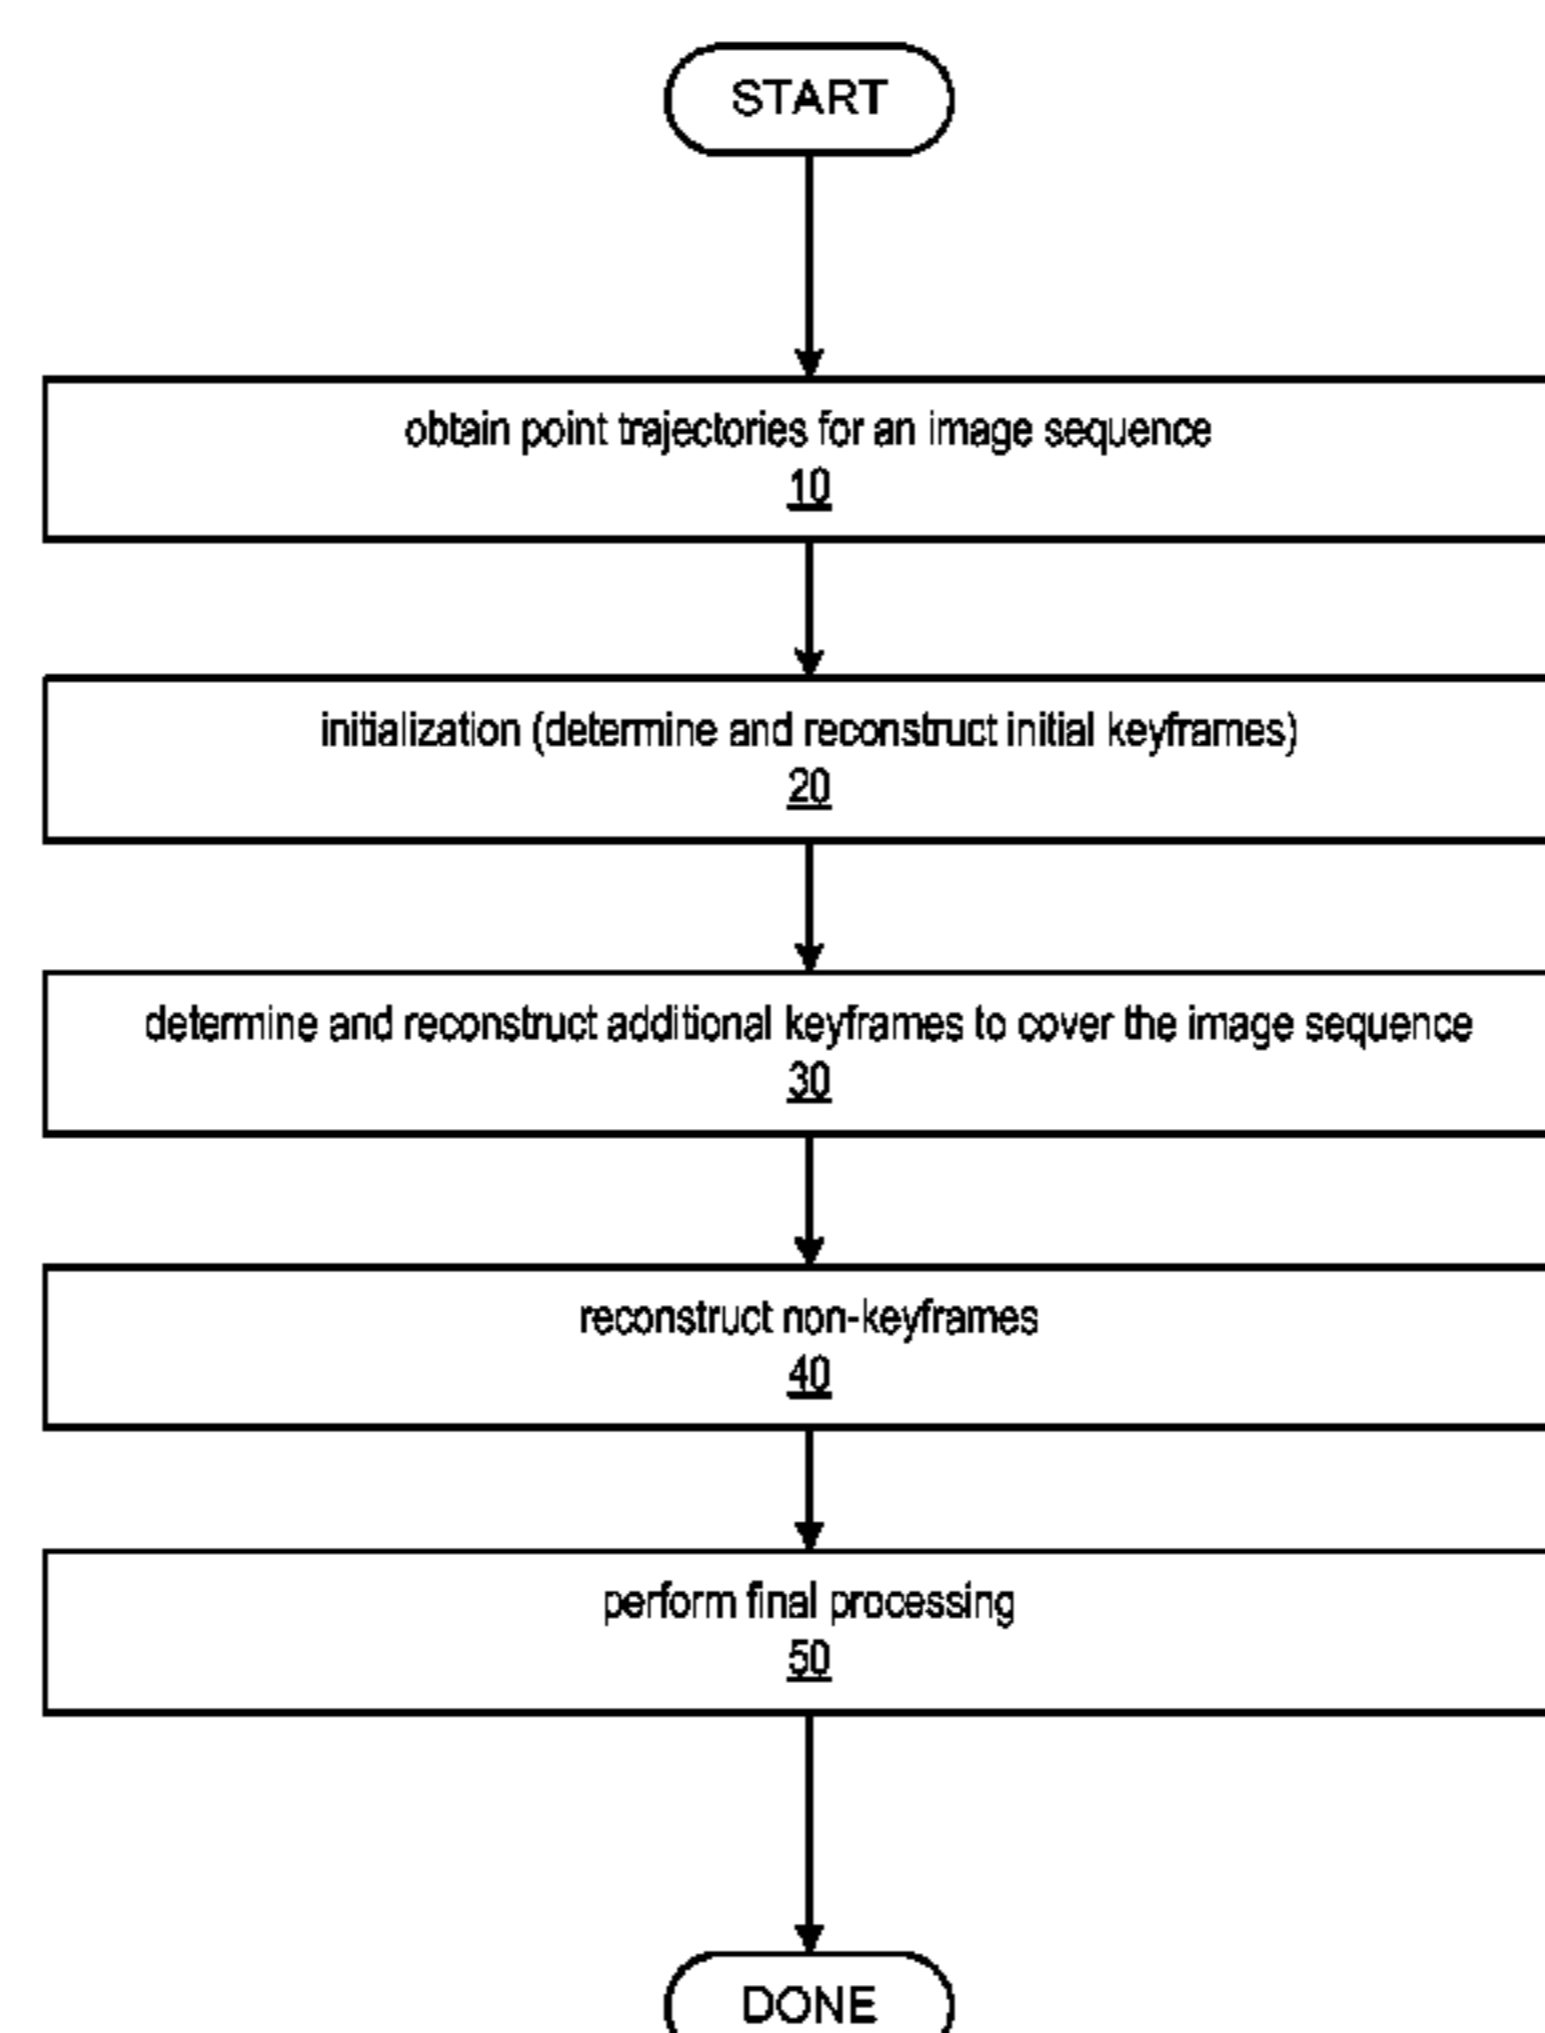 START
obtain point trajectories for an image sequence
10
initialization (determine and reconstruct initial keyframes)
20
determine and reconstruct additional keyframes to cover the image sequence
30
reconstruct non-keyframes
40
perform final processing
50
DONE